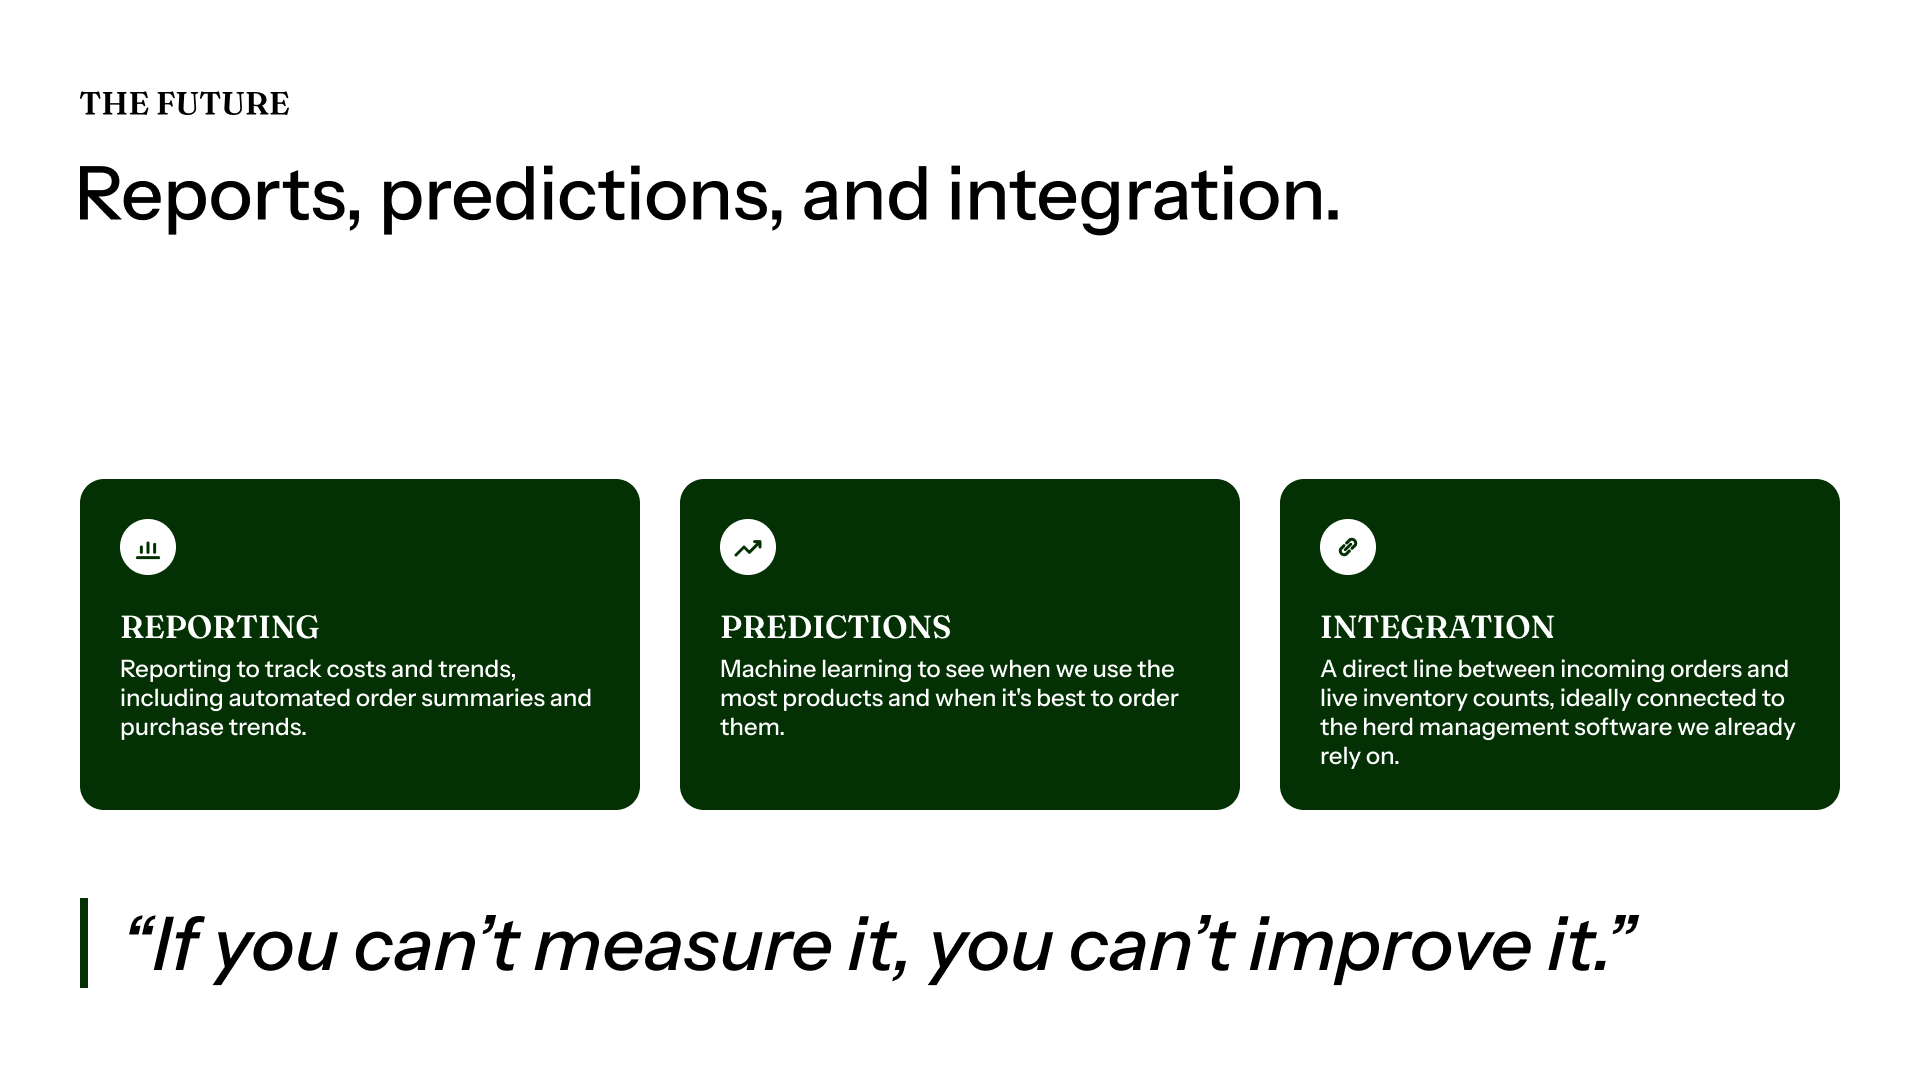 THE FUTURE
Reports, predictions, and integration.
REPORTING
Reporting to track costs and trends,
including automated order summaries and
purchase trends.
PREDICTIONS
Machine learning to see when we use the
most products and when it's best to order
them.
INTEGRATION
A direct line between incoming orders and
live inventory counts, ideally connected to
the herd management software we already
rely on.
“If you can’t measure it, you can’t improve it.”